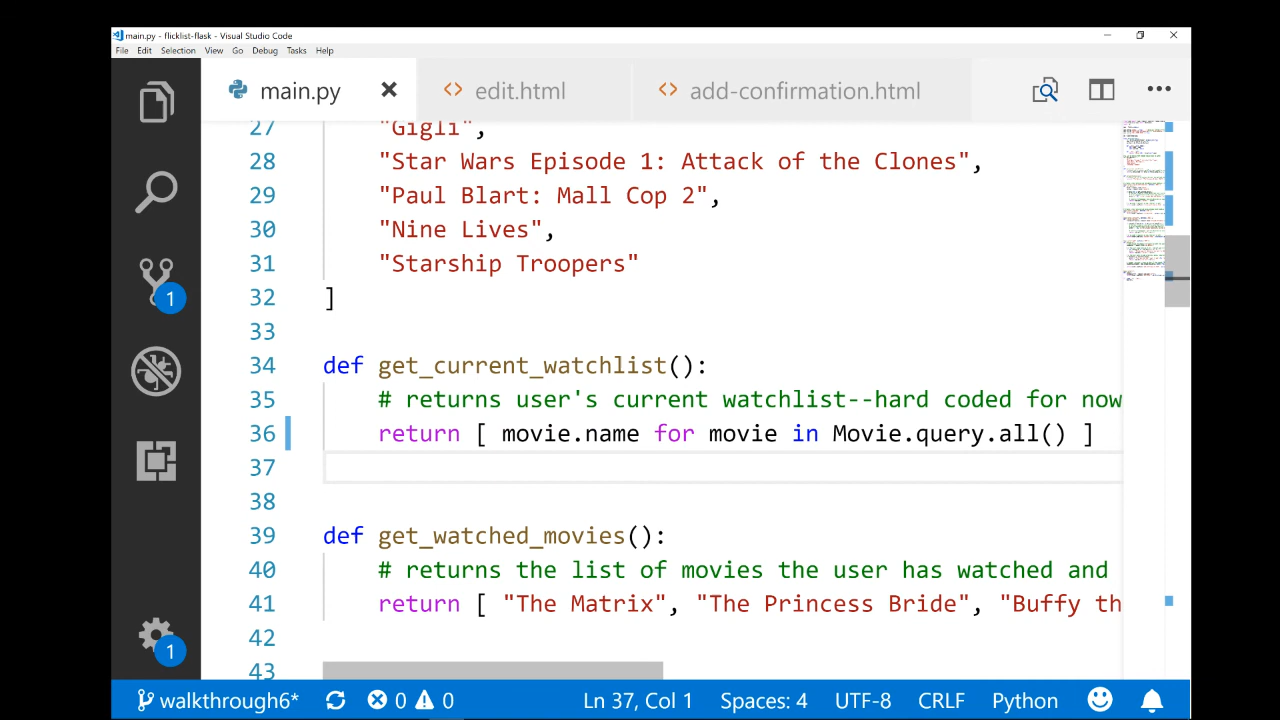 main.py - flicklist-flask - Visual Studio Code
File Edit Selection View Go Debug Tasks Help
main.py edit.html add-confirmation.html
27 "Gigli",
28 "Star Wars Episode 1: Attack of the Clones",
29 "Paul Blart: Mall Cop 2",
30 "Nine Lives",
31 "Starship Troopers"
32 ]
33
34 def get_current_watchlist():
35 # returns user's current watchlist--hard coded for now
36 return [ movie.name for movie in Movie.query.all() ]
37
38
39 def get_watched_movies():
40 # returns the list of movies the user has watched and
41 return [ "The Matrix", "The Princess Bride", "Buffy th
42
43
1
1
walkthrough6* 0 0 Ln 37, Col 1 Spaces: 4 UTF-8 CRLF Python